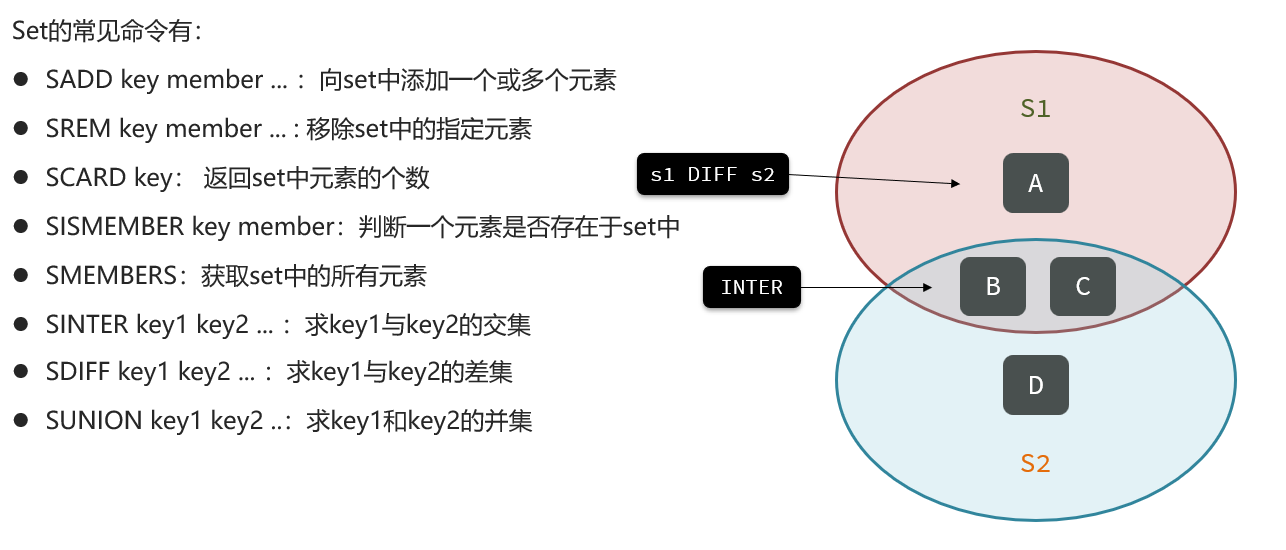 Set的常见命令有：
● SADD key member ... ：向set中添加一个或多个元素
● SREM key member ... : 移除set中的指定元素
● SCARD key： 返回set中元素的个数
● SISMEMBER key member：判断一个元素是否存在于set中
● SMEMBERS：获取set中的所有元素
● SINTER key1 key2 ... ：求key1与key2的交集
● SDIFF key1 key2 ... ：求key1与key2的差集
● SUNION key1 key2 ..：求key1和key2的并集
S1
s1 DIFF s2
A
INTER
B C
D
S2